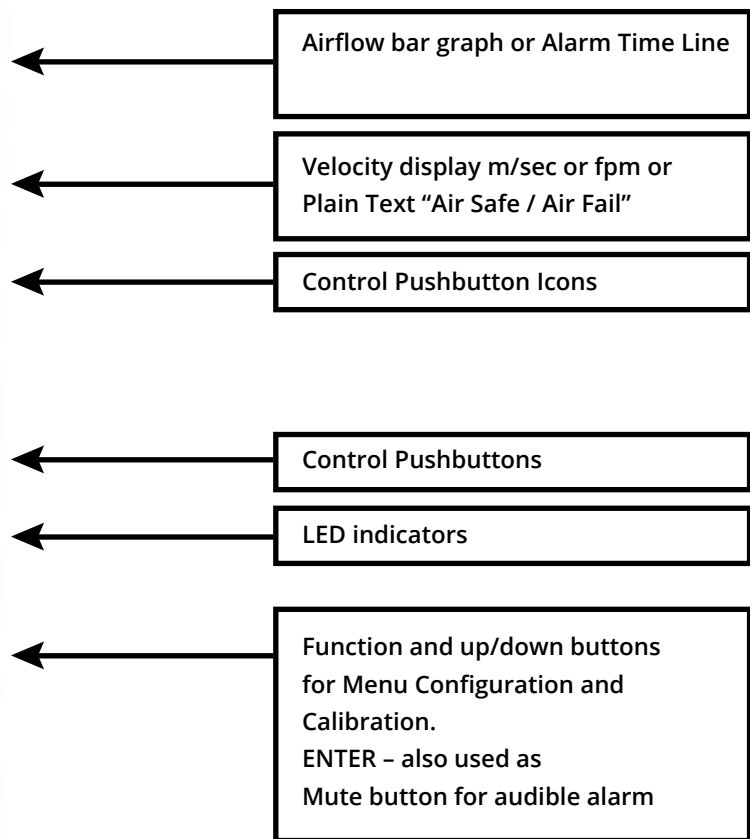 Airflow bar graph or Alarm Time Line
Velocity display m/sec or fpm or
Plain Text “Air Safe / Air Fail”
Control Pushbutton Icons
Control Pushbuttons
LED indicators
Function and up/down buttons
for Menu Configuration and
Calibration.
ENTER – also used as
Mute button for audible alarm